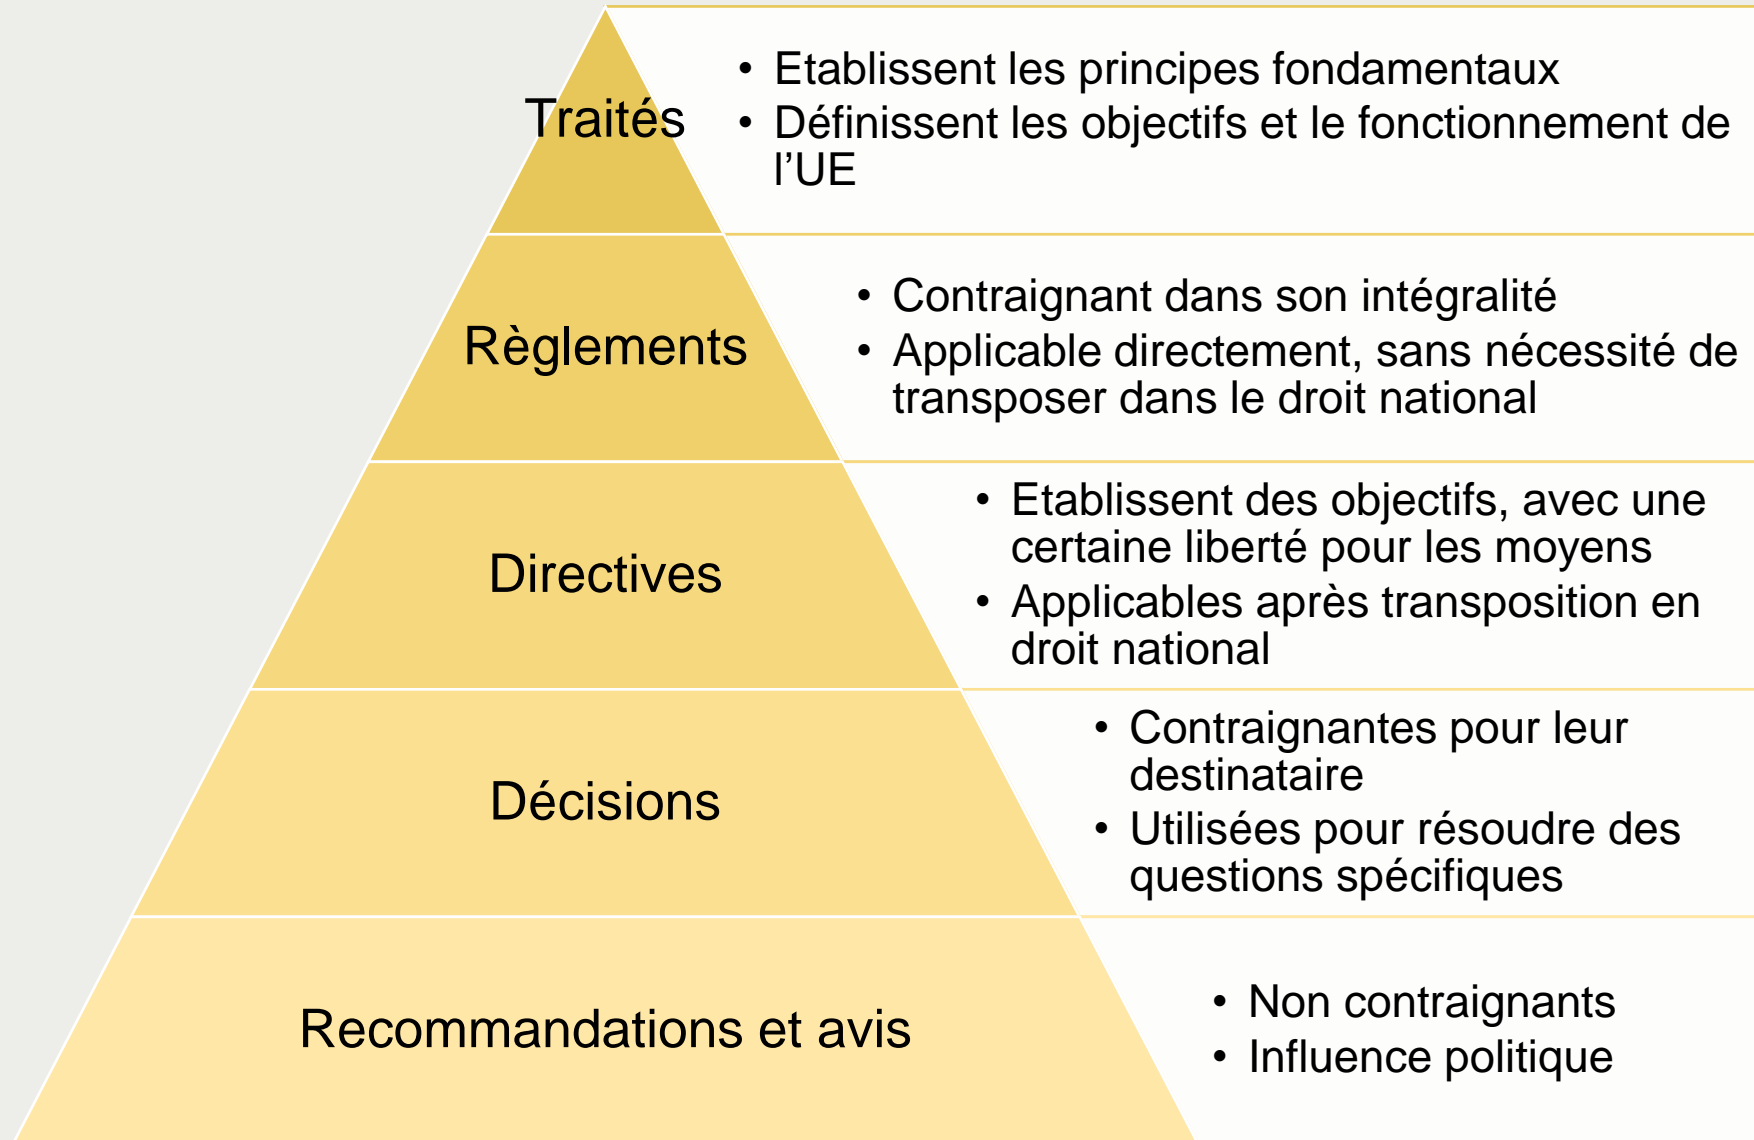 Traités
• Etablissent les principes fondamentaux
• Définissent les objectifs et le fonctionnement de
l’UE
Règlements
• Contraignant dans son intégralité
• Applicable directement, sans nécessité de
transposer dans le droit national
Directives
• Etablissent des objectifs, avec une
certaine liberté pour les moyens
• Applicables après transposition en
droit national
Décisions
• Contraignantes pour leur
destinataire
• Utilisées pour résoudre des
questions spécifiques
Recommandations et avis
• Non contraignants
• Influence politique